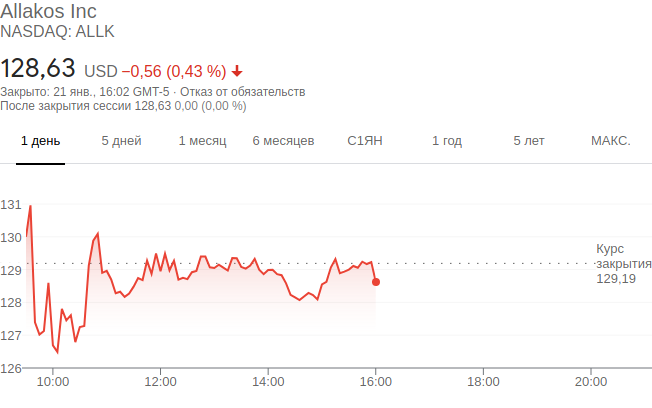 Allakos Inc
NASDAQ: ALLK
128,63 USD −0,56 (0,43 %)
Закрыто: 21 янв., 16:02 GMT-5 · Отказ от обязательств
После закрытия сессии 128,63 0,00 (0,00 %)
1 день 5 дней 1 месяц 6 месяцев С1ЯН 1 год 5 лет МАКС.
131
130
Курс
закрытия
129,19
129
128
127
126
10:00 12:00 14:00 16:00 18:00 20:00